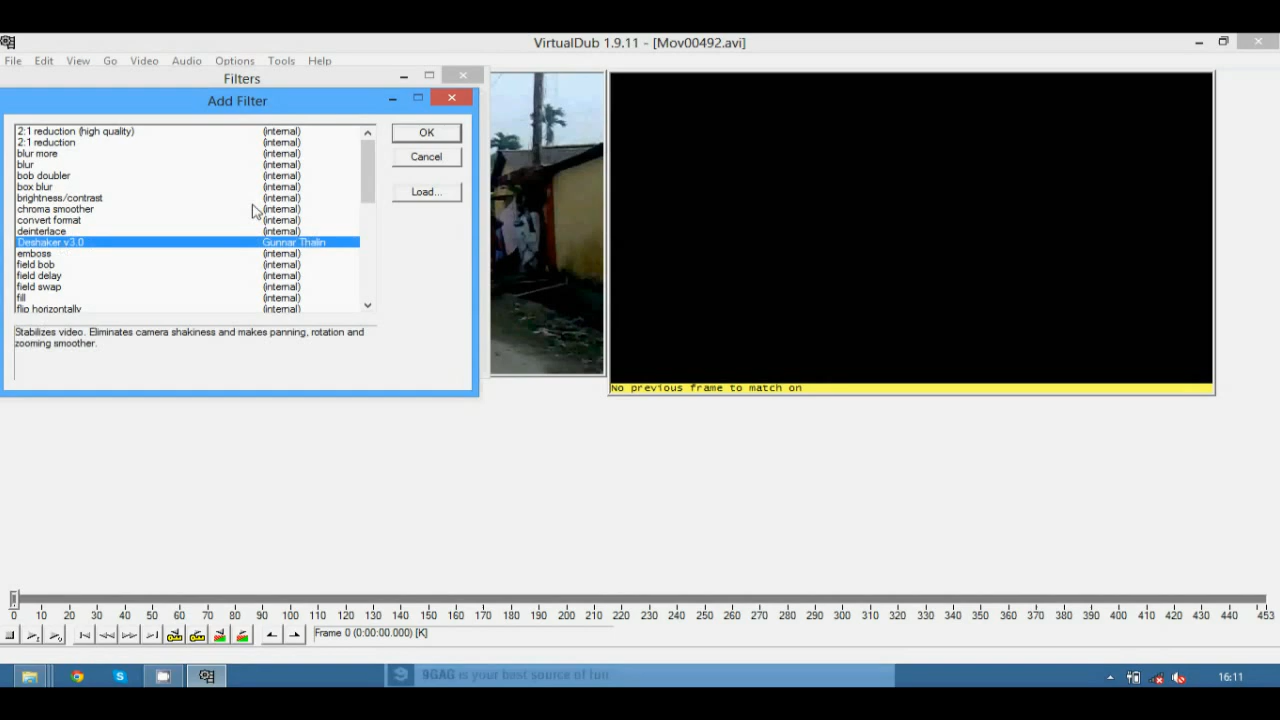 VirtualDub 1.9.11 - [Mov00492.avi]
File Edit View Go Video Audio Options Tools Help
Filters
Add Filter
2:1 reduction (high quality) (internal)
2:1 reduction (internal)
blur more (internal)
blur (internal)
bob doubler (internal)
box blur (internal)
brightness/contrast (internal)
chroma smoother (internal)
convert format (internal)
deinterlace (internal)
Deshaker v3.0 Gunnar Thalin
emboss (internal)
field bob (internal)
field delay (internal)
field swap (internal)
fill (internal)
flip horizontally (internal)
OK
Cancel
Load...
Stabilizes video. Eliminates camera shakiness and makes panning, rotation and
zooming smoother.
No previous frame to match on
0 10 20 30 40 50 60 70 80 90 100 110 120 130 140 150 160 170 180 190 200 210 220 230 240 250 260 270 280 290 300 310 320 330 340 350 360 370 380 390 400 410 420 430 440 453
Frame 0 (0:00:00.000) [K]
9GAG is your best source of fun
16:11